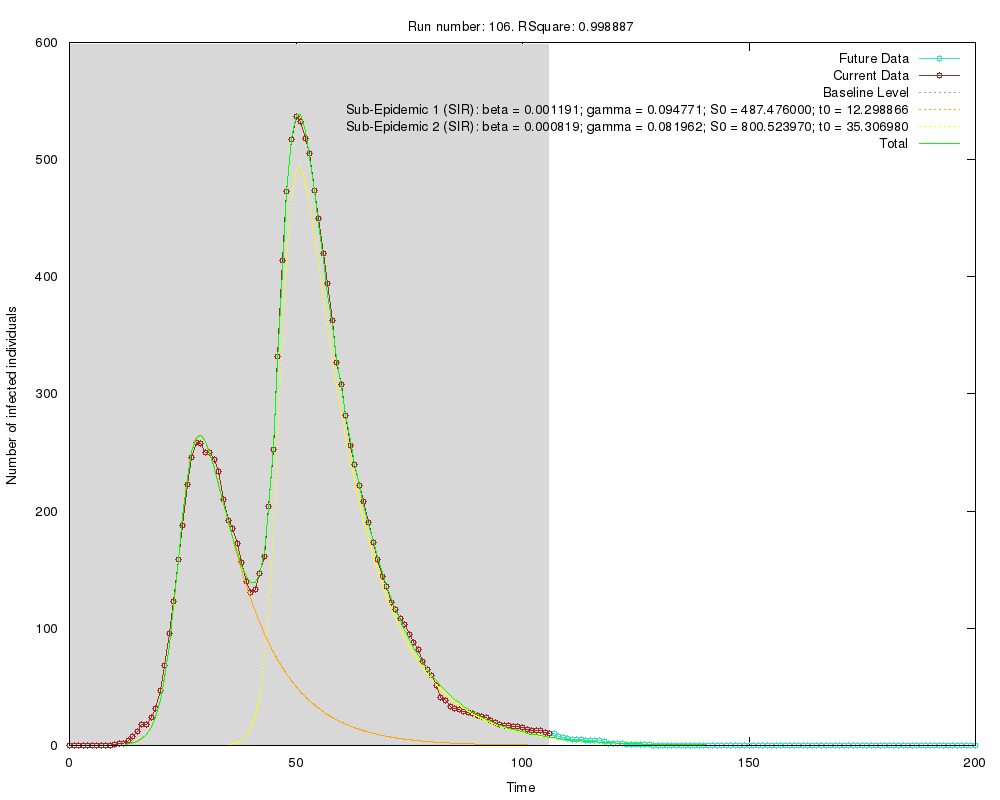 Run number: 106. RSquare: 0.998887
600
500
400
300
200
100
0
Number of infected individuals
Future Data
Current Data
Baseline Level
Sub-Epidemic 1 (SIR): beta = 0.001191; gamma = 0.094771; S0 = 487.476000; t0 = 12.298866
Sub-Epidemic 2 (SIR): beta = 0.000819; gamma = 0.081962; S0 = 800.523970; t0 = 35.306980
Total
0 50 100 150 200
Time